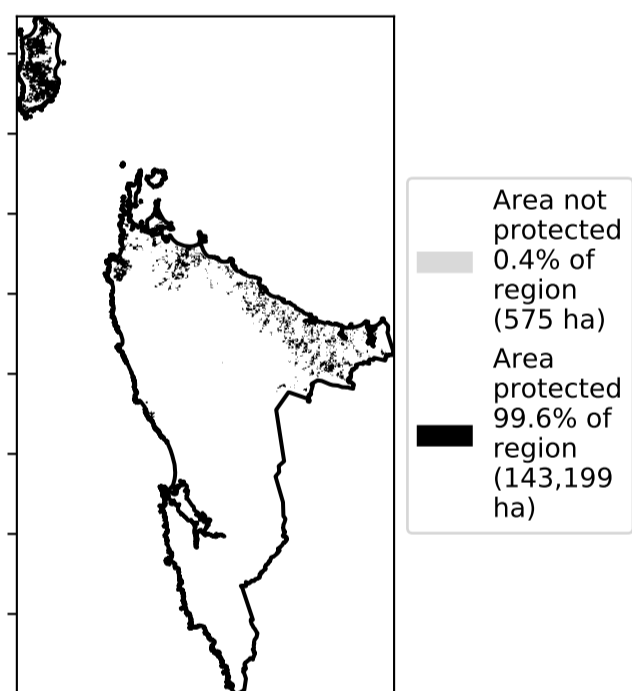 Area not
protected
0.4% of
region
(575 ha)
Area
protected
99.6% of
region
(143,199
ha)